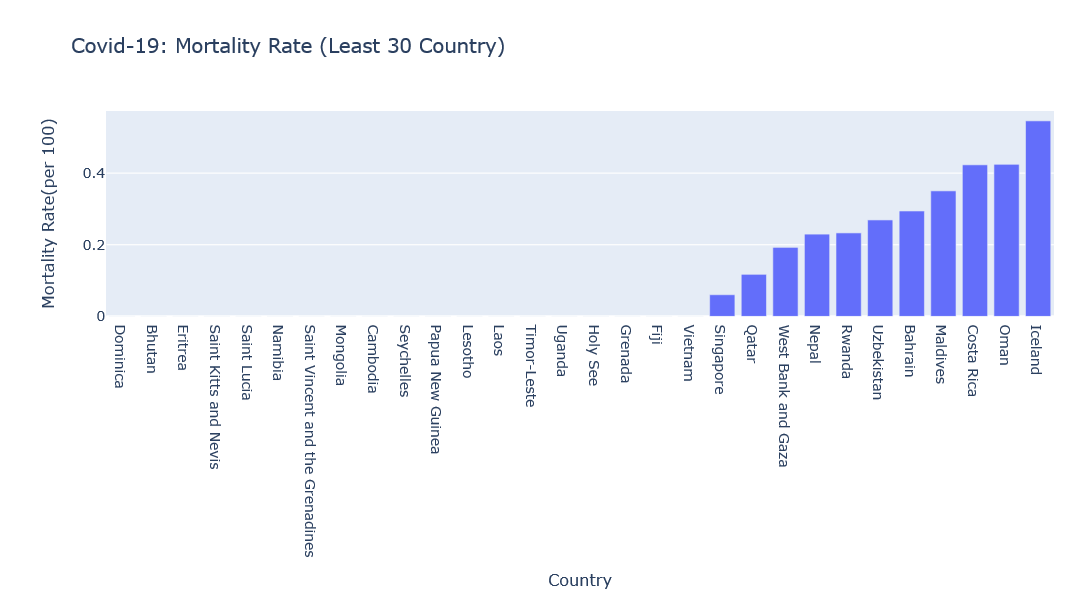 Covid-19: Mortality Rate (Least 30 Country)
Mortality Rate(per 100)
0.4
0.2
0
Dominica
Bhutan
Eritrea
Saint Kitts and Nevis
Saint Lucia
Namibia
Saint Vincent and the Grenadines
Mongolia
Cambodia
Seychelles
Papua New Guinea
Lesotho
Laos
Timor-Leste
Uganda
Holy See
Grenada
Fiji
Vietnam
Singapore
Qatar
West Bank and Gaza
Nepal
Rwanda
Uzbekistan
Bahrain
Maldives
Costa Rica
Oman
Iceland
Country